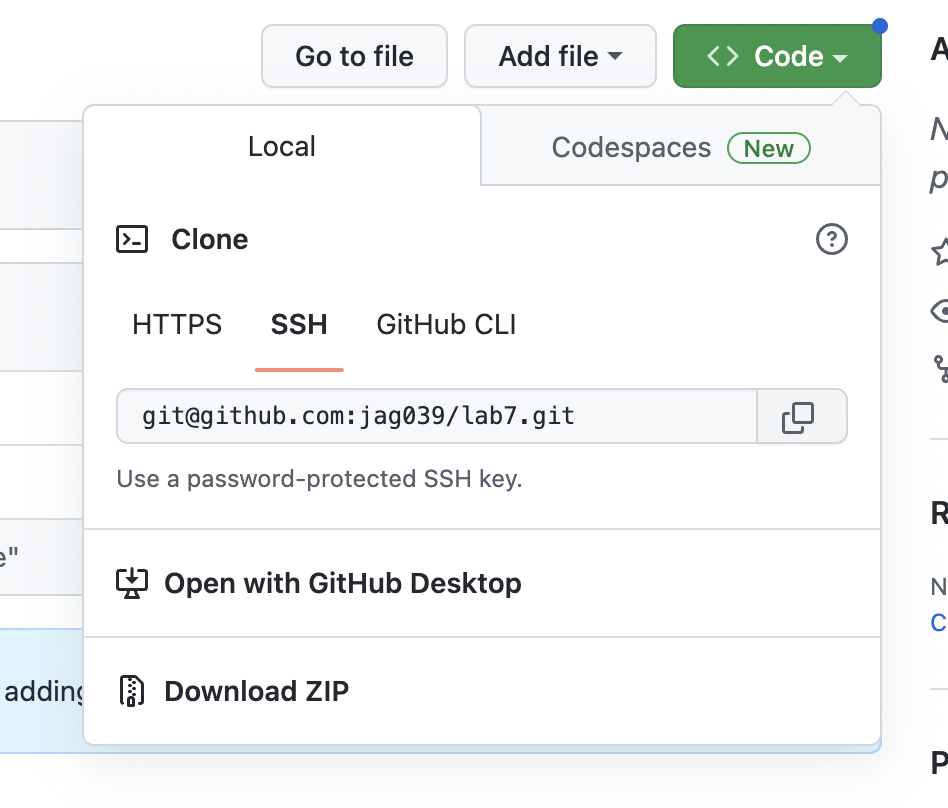 Go to file
Add file
Code
Local
Codespaces New
Clone
HTTPS SSH GitHub CLI
git@github.com:jag039/lab7.git
Use a password-protected SSH key.
Open with GitHub Desktop
Download ZIP
e"
adding
A
N
p
R
N
C
P